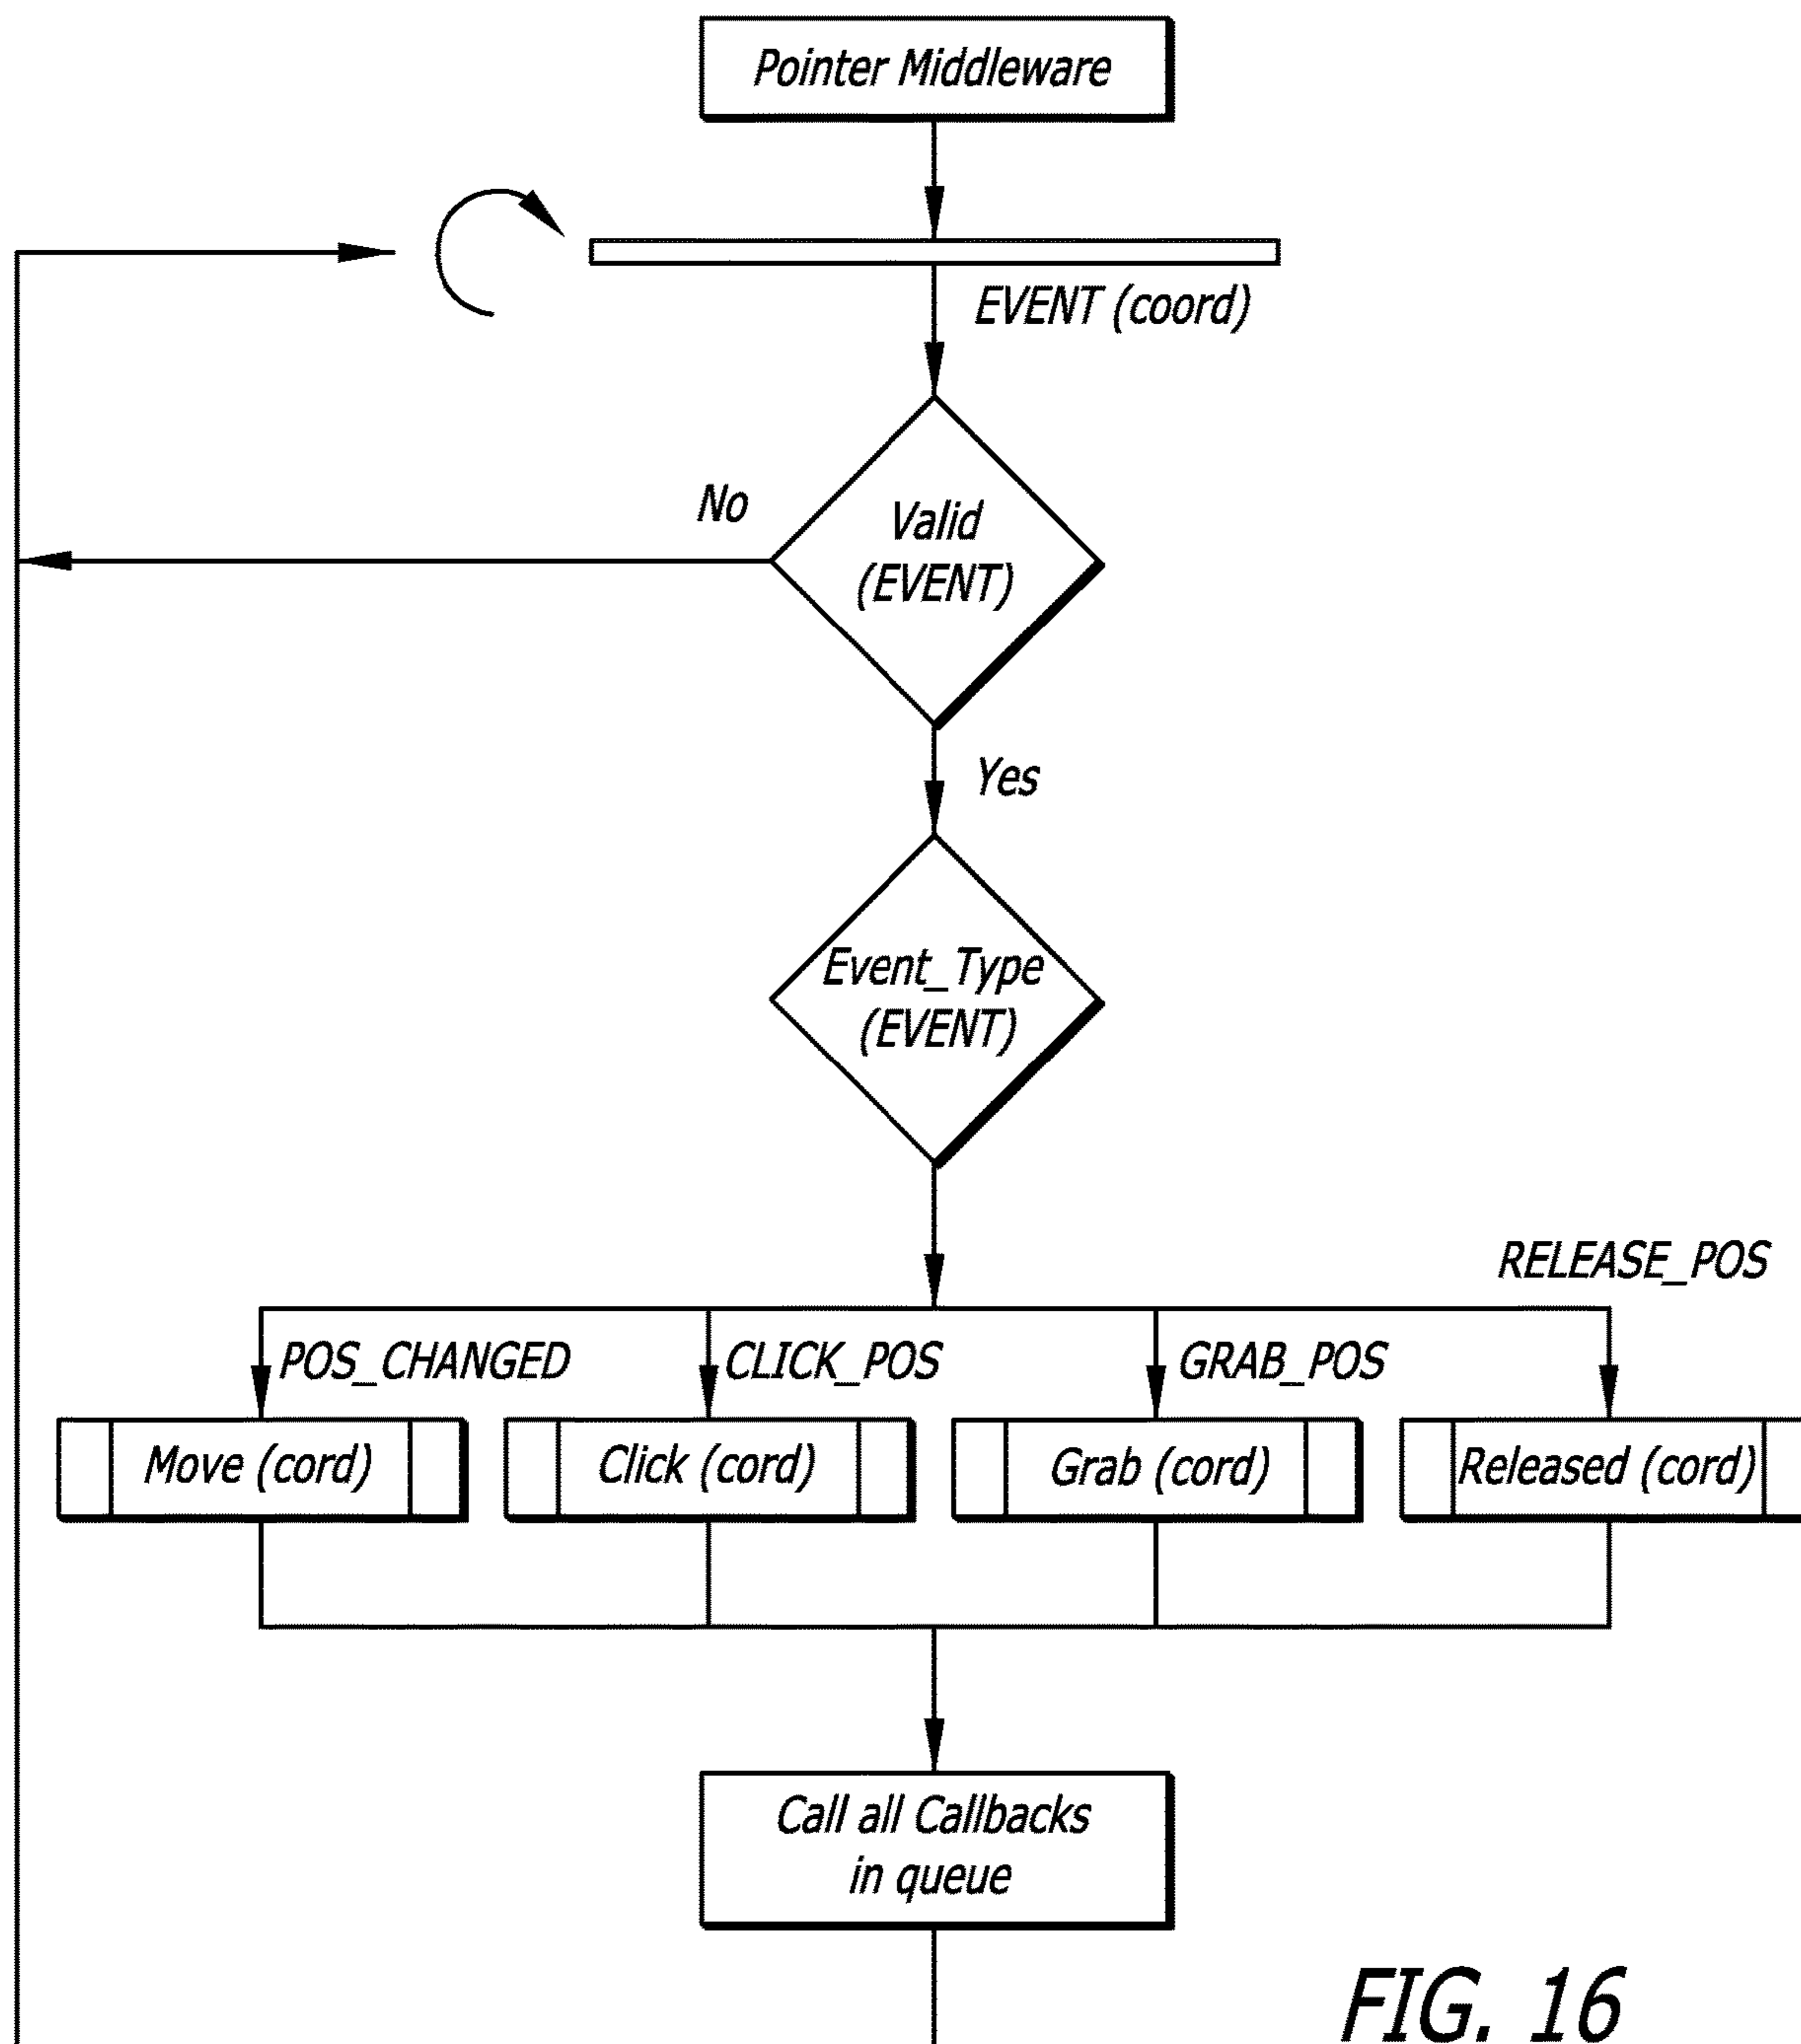 Pointer Middleware
EVENT (coord)
No
Valid
(EVENT)
Yes
Event_Type
(EVENT)
RELEASE_POS
POS_CHANGED
CLICK_POS
GRAB_POS
Move (cord)
Click (cord)
Grab (cord)
Released (cord)
Call all Callbacks
in queue
FIG. 16